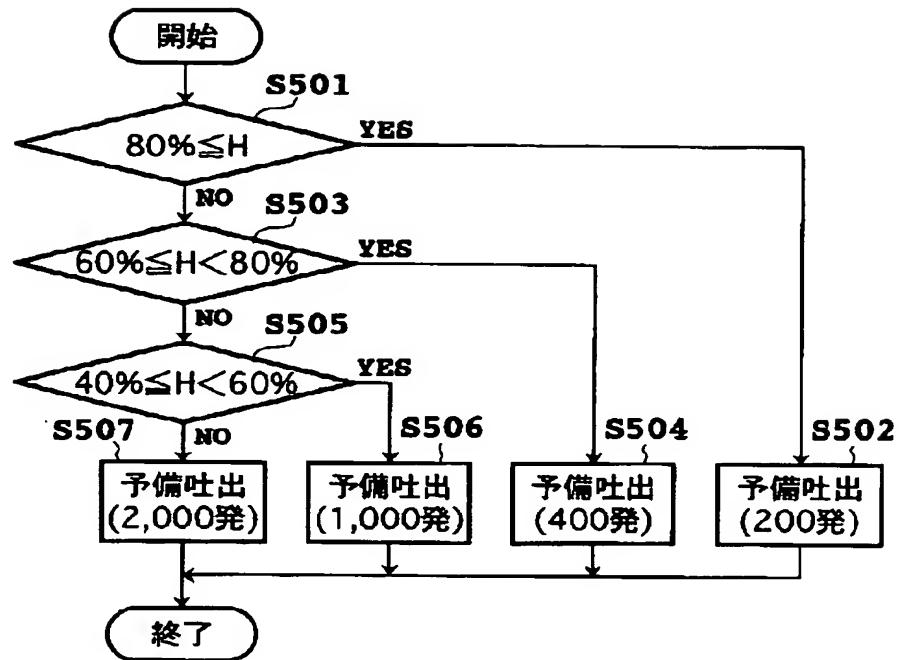 開始
S501
80%≦H
YES
NO
S503
60%≦H<80%
YES
NO
S505
40%≦H<60%
YES
NO
S507
S506
S504
S502
予備吐出
(2,000発)
予備吐出
(1,000発)
予備吐出
(400発)
予備吐出
(200発)
終了